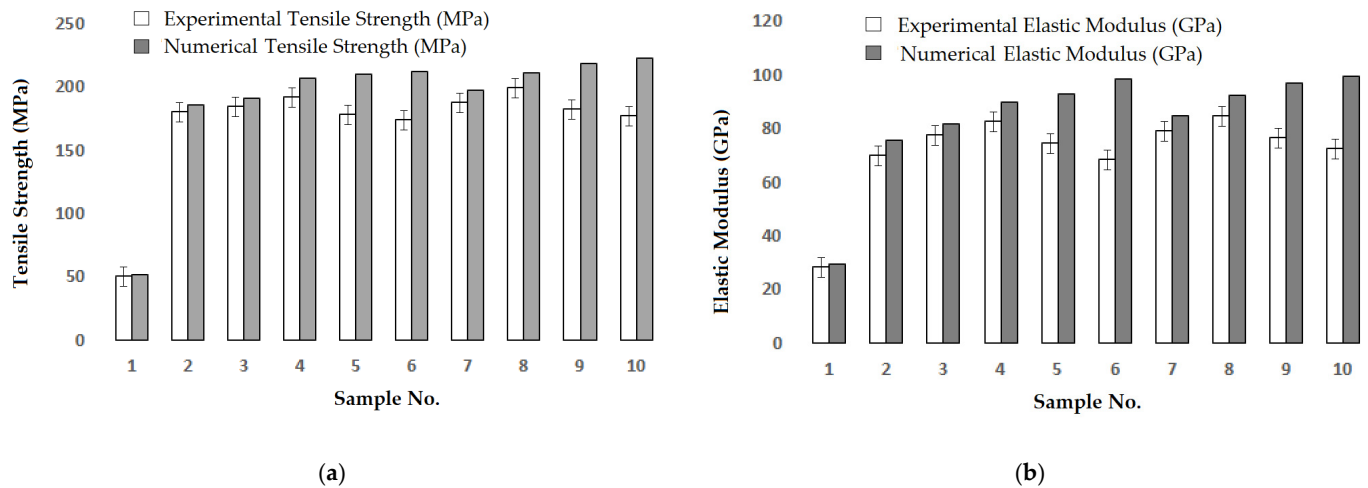 Experimental Tensile Strength (MPa)
Numerical Tensile Strength (MPa)
Tensile Strength (MPa)
250
200
150
100
50
0
1 2 3 4 5 6 7 8 9 10
Sample No.
(a)
Experimental Elastic Modulus (GPa)
Numerical Elastic Modulus (GPa)
Elastic Modulus (GPa)
120
100
80
60
40
20
0
1 2 3 4 5 6 7 8 9 10
Sample No.
(b)